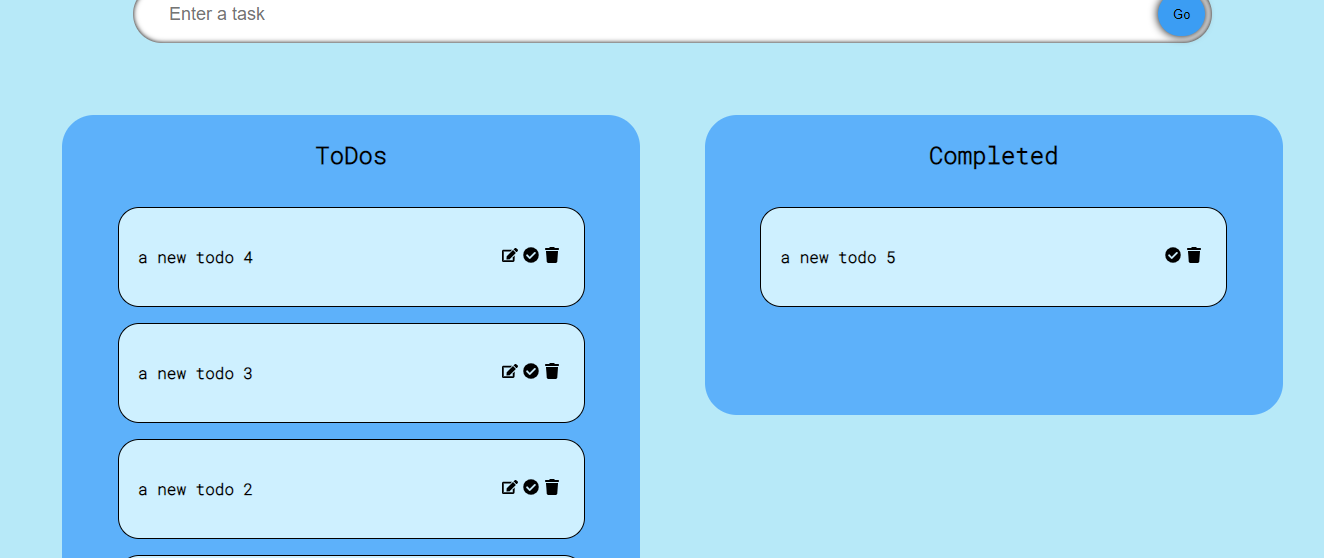 Enter a task
Go
ToDos
a new todo 4
a new todo 3
a new todo 2
Completed
a new todo 5